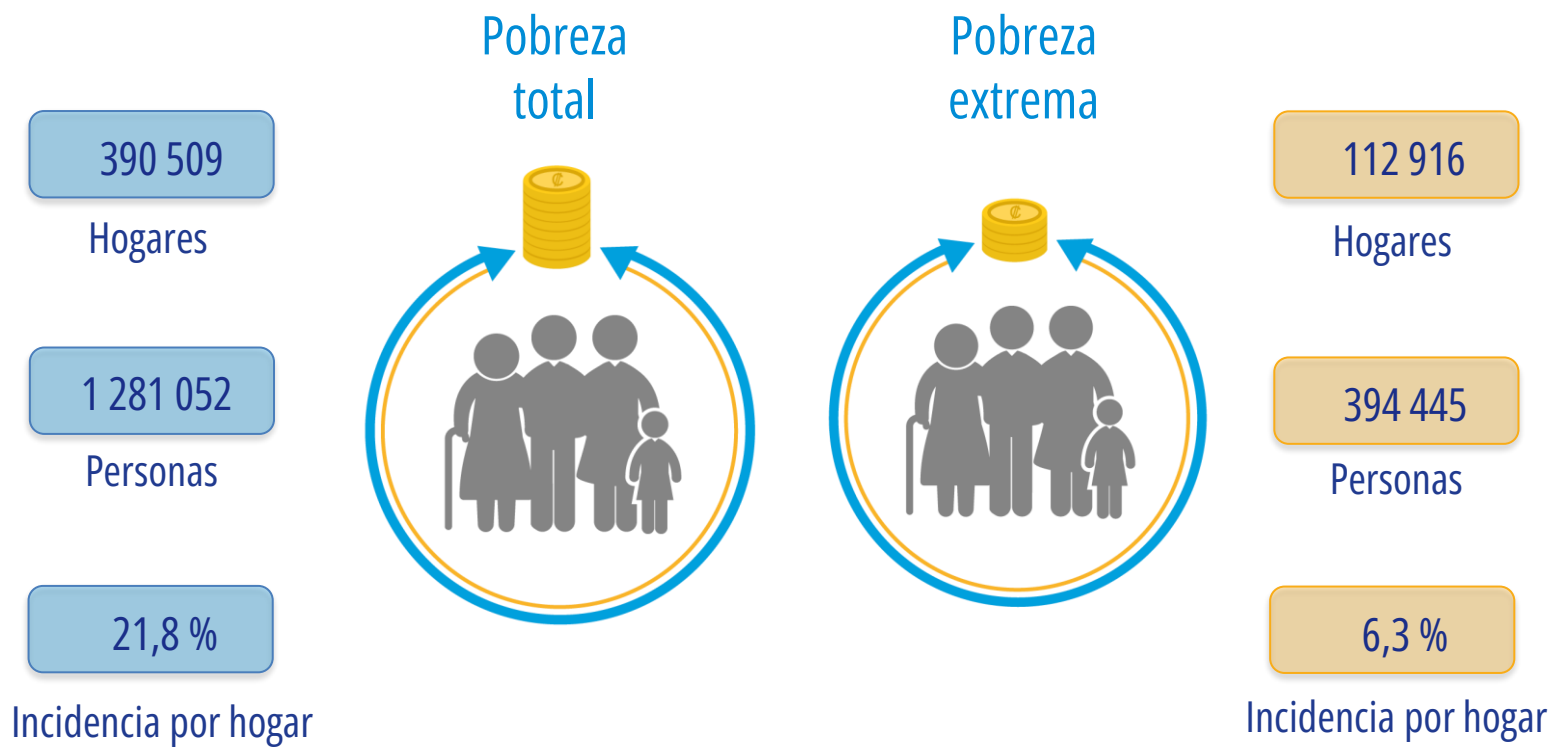 Pobreza
total
390 509
Hogares
1 281 052
Personas
21,8 %
Incidencia por hogar
Pobreza
extrema
112 916
Hogares
394 445
Personas
6,3 %
Incidencia por hogar
₡
₡